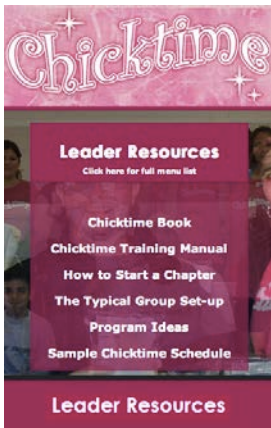 Chicktime
Leader Resources
Click here for full menu list
Chicktime Book
Chicktime Training Manual
How to Start a Chapter
The Typical Group Set-up
Program Ideas
Sample Chicktime Schedule
Leader Resources